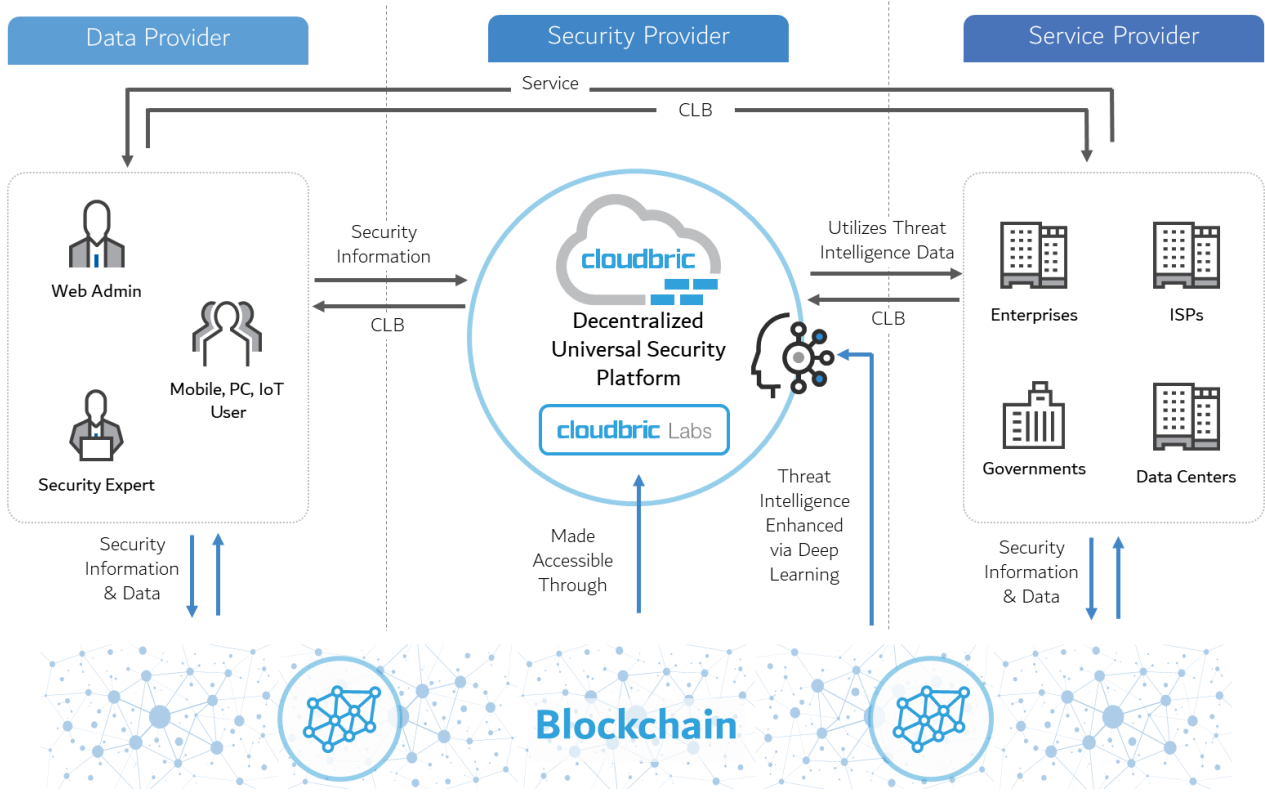 Data Provider
Security Provider
Service Provider
Service
CLB
Web Admin
Mobile, PC, IoT
User
Security Expert
Security
Information
CLB
cloudbric
Decentralized
Universal Security
Platform
cloudbric Labs
Utilizes Threat
Intelligence Data
CLB
Enterprises
ISPs
Governments
Data Centers
Security
Information
& Data
Made
Accessible
Through
Threat
Intelligence
Enhanced
via Deep
Learning
Security
Information
& Data
Blockchain